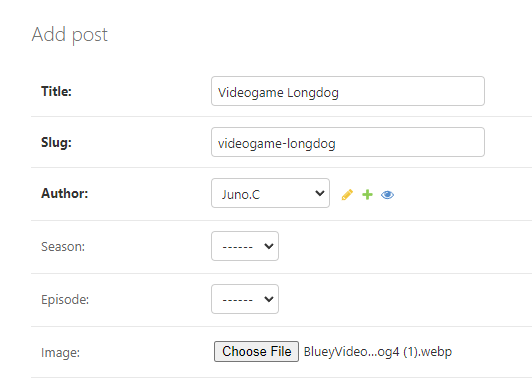 Add post
Title: Videogame Longdog
Slug: videogame-longdog
Author: Juno.C
Season: ------
Episode: ------
Image: Choose File BlueyVideo...og4 (1).webp